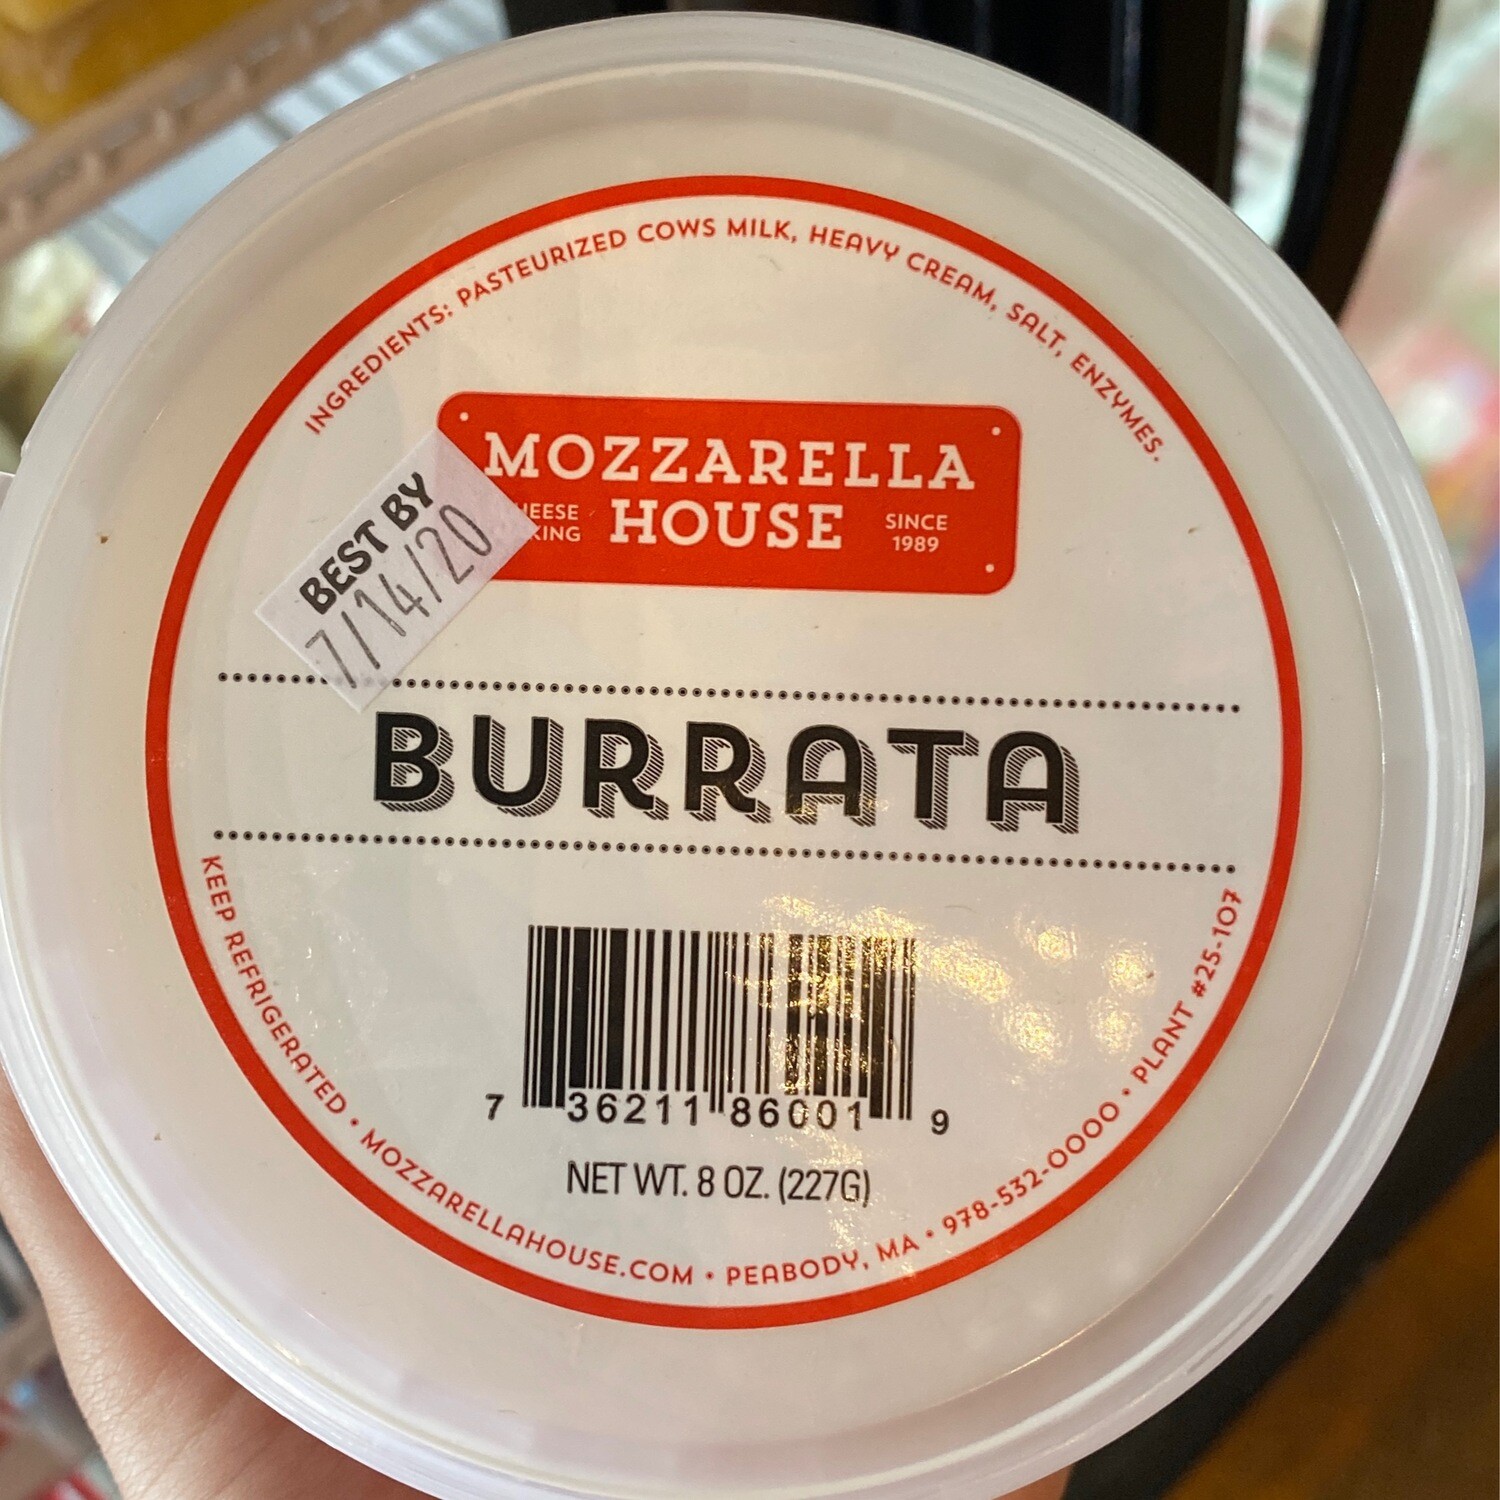 INGREDIENTS: PASTEURIZED COWS MILK, HEAVY CREAM, SALT, ENZYMES.
MOZZARELLA
HOUSE
SINCE
1989
BEST BY
7/14/20
BURRATA
7 36211 86001 9
NET WT. 8 OZ. (227G)
KEEP REFRIGERATED • MOZZARELLAHOUSE.COM • PEABODY, MA • 978-532-0000 • PLANT #25-107